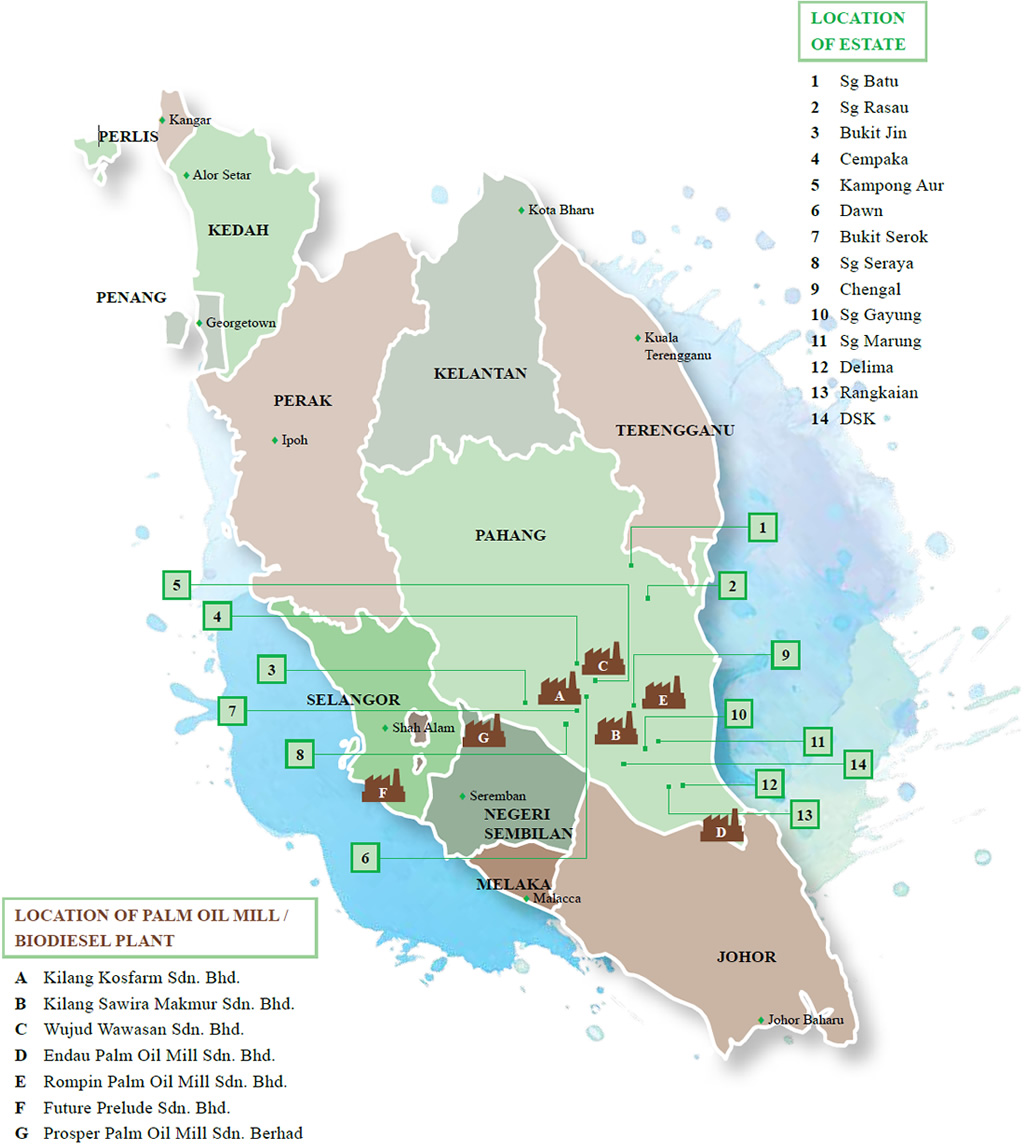 LOCATION
OF ESTATE
1 Sg Batu
2 Sg Rasau
3 Bukit Jin
4 Cempaka
5 Kampong Aur
6 Dawn
7 Bukit Serok
8 Sg Seraya
9 Chengal
10 Sg Gayung
11 Sg Marung
12 Delima
13 Rangkaian
14 DSK
Kangar
PERLIS
Alor Setar
KEDAH
Kota Bharu
PENANG
Georgetown
Kuala
Terengganu
KELANTAN
PERAK
TERENGGANU
Ipoh
PAHANG
1
5
2
4
9
C
3
A
E
SELANGOR
7
10
Shah Alam
G
B
11
8
14
F
12
Seremban
13
NEGERI
SEMBILAN
D
6
MELAKA
Malacca
JOHOR
Johor Baharu
LOCATION OF PALM OIL MILL /
BIODIESEL PLANT
A Kilang Kosfarm Sdn. Bhd.
B Kilang Sawira Makmur Sdn. Bhd.
C Wujud Wawasan Sdn. Bhd.
D Endau Palm Oil Mill Sdn. Bhd.
E Rompin Palm Oil Mill Sdn. Bhd.
F Future Prelude Sdn. Bhd.
G Prosper Palm Oil Mill Sdn. Berhad